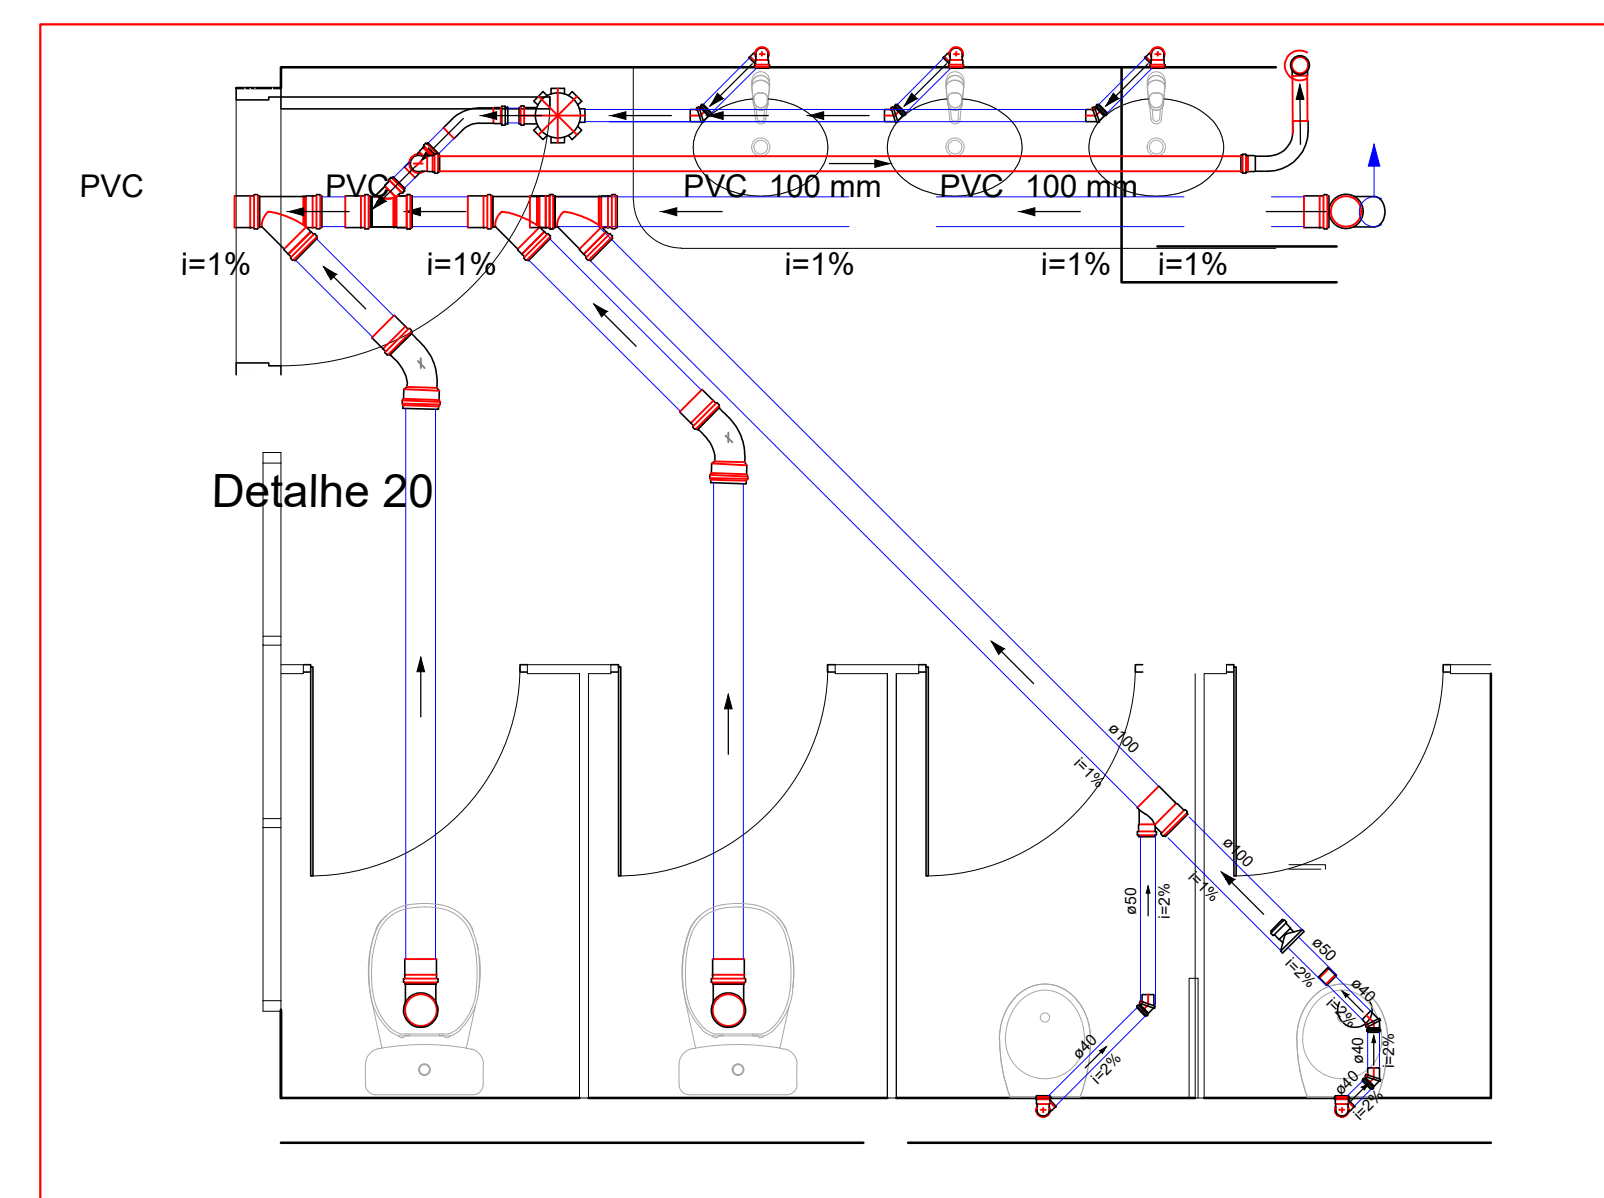 PVC
PVC
PVC 100 mm
PVC 100 mm
i=1%
i=1%
i=1%
i=1%
i=1%
Detalhe 20
ø100
i=1%
ø100
i=1%
ø50
i=2%
ø50
i=2%
ø40
i=2%
ø40
i=2%
ø40
i=2%
ø40
i=2%